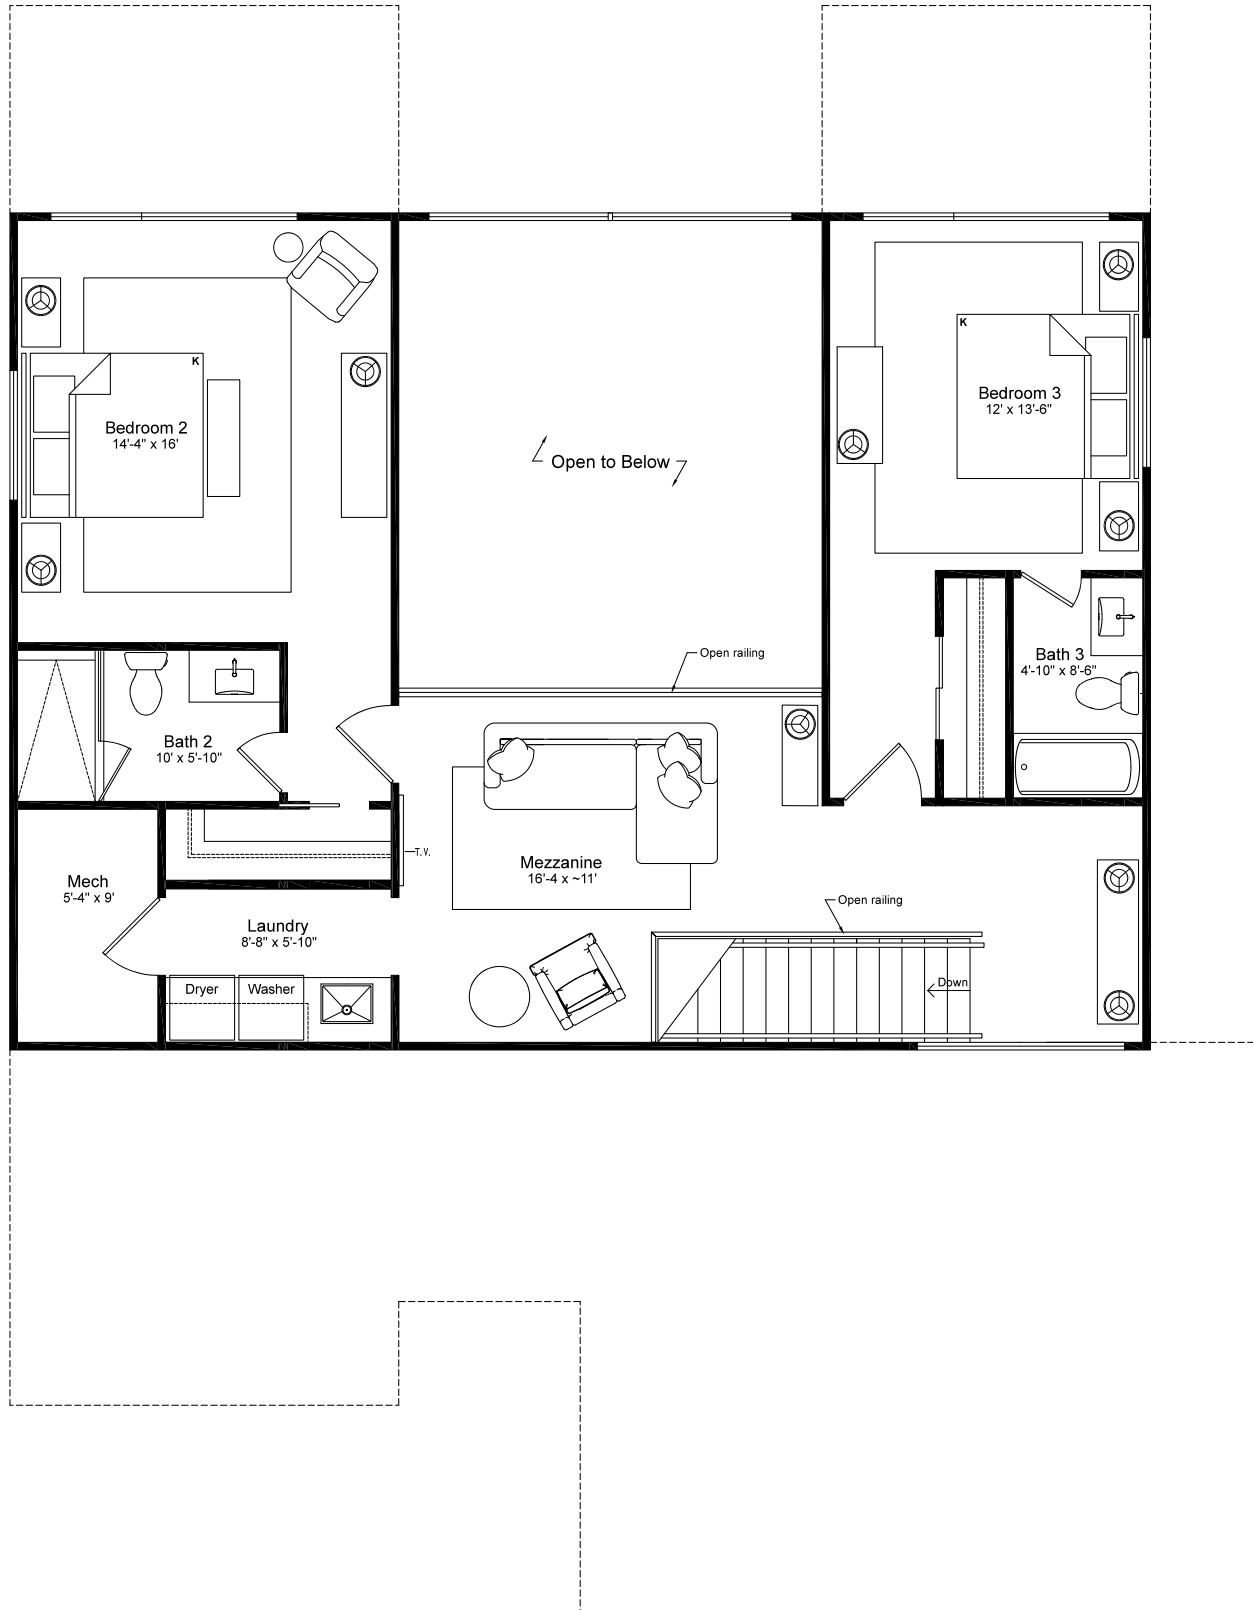 K
Bedroom 2
14'-4" x 16'
K
Bedroom 3
12' x 13'-6"
Open to Below
Open railing
Bath 3
4'-10" x 8'-6"
Bath 2
10' x 5'-10"
T.V.
Mezzanine
16'-4 x ~11'
Mech
5'-4" x 9'
Open railing
Laundry
8'-8" x 5'-10"
Dryer
Washer
Down